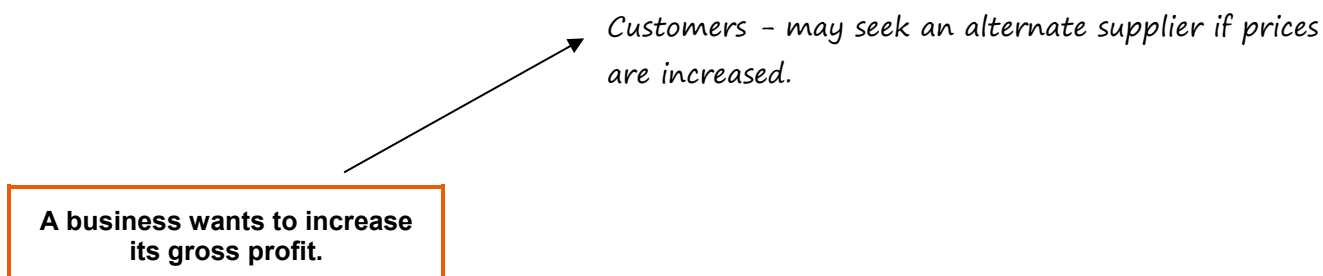 Customers - may seek an alternate supplier if prices
are increased.
A business wants to increase
its gross profit.